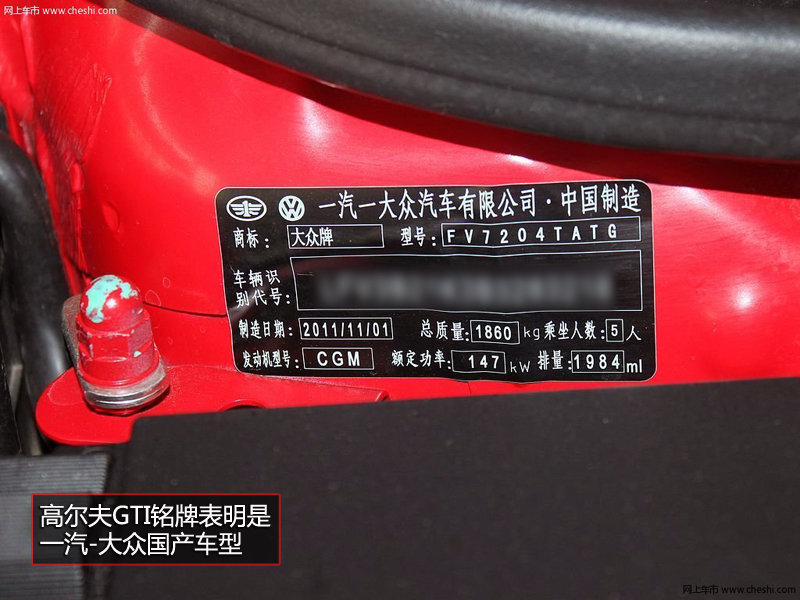 网上车市 www.cheshi.com
一汽一大众汽车有限公司·中国制造
商标: 大众牌 型号: FV7204TATG
车辆识
别代号:
制造日期: 2011/11/01 总质量: 1860 kg 乘坐人数: 5 人
发动机型号: CGM 额定功率: 147 kW 排量: 1984 ml
高尔夫GTI铭牌表明是
一汽-大众国产车型
网上车市 www.cheshi.com